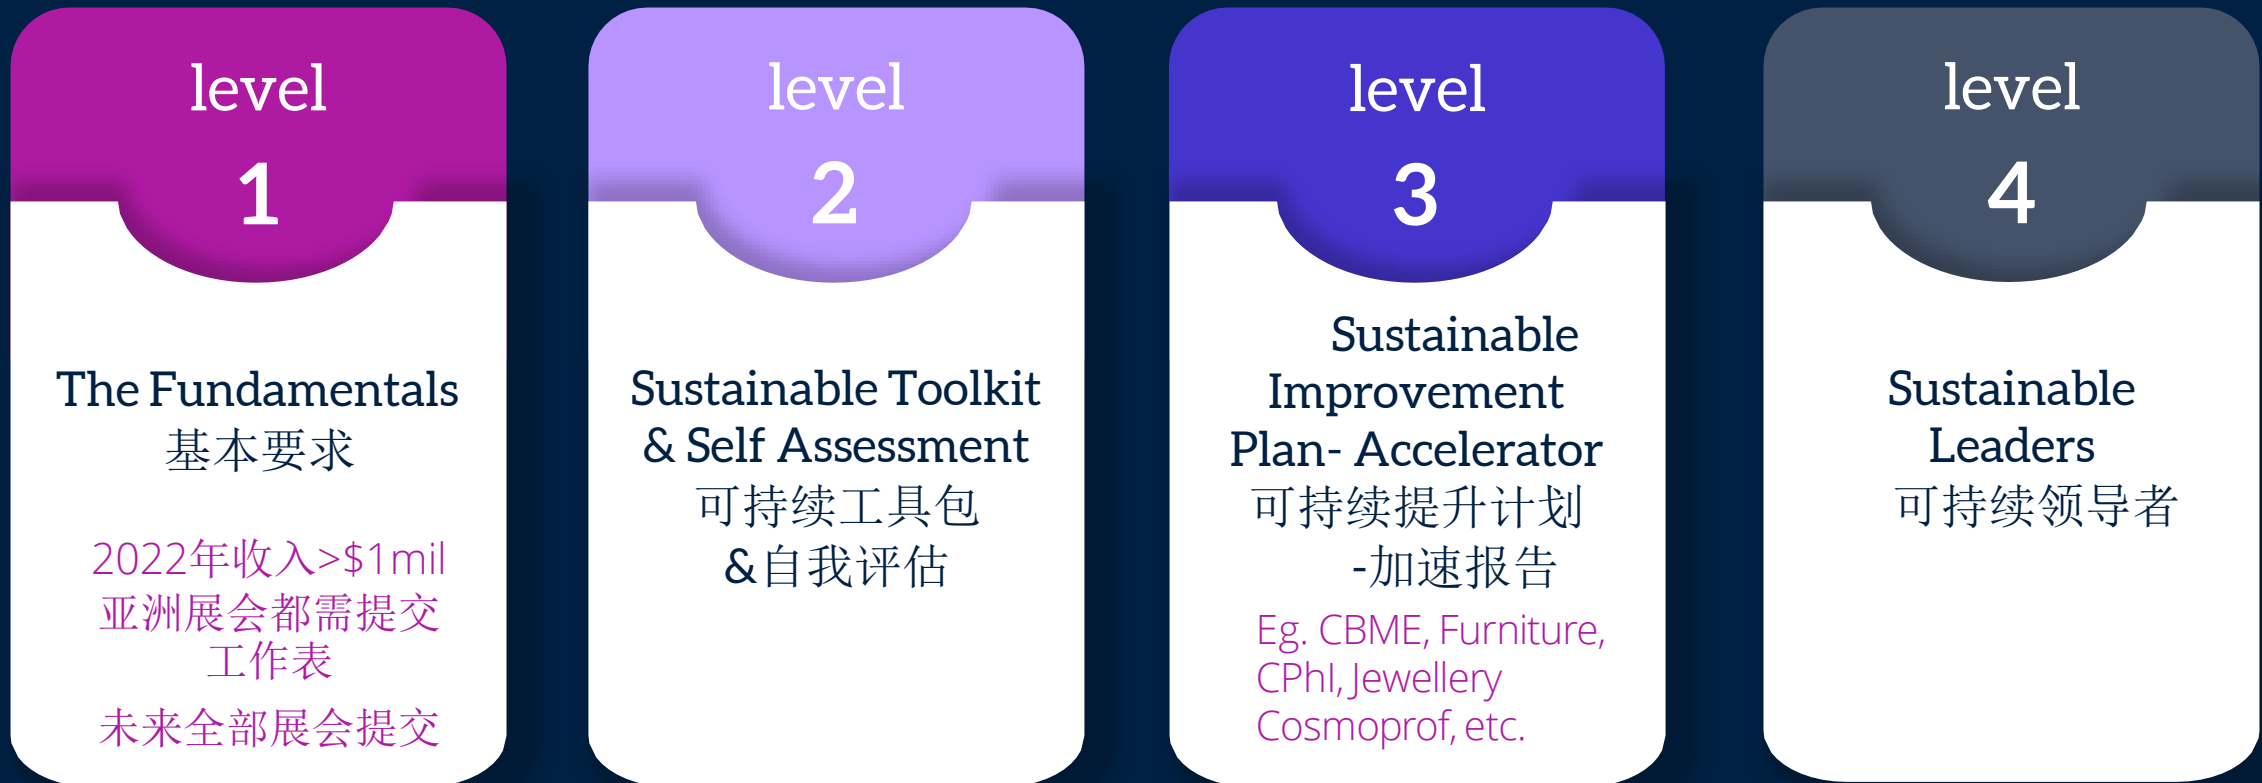 level
1
The Fundamentals
基本要求
2022年收入>$1mil
亚洲展会都需提交
工作表
未来全部展会提交
level
2
Sustainable Toolkit
& Self Assessment
可持续工具包
&自我评估
level
3
Sustainable
Improvement
Plan- Accelerator
可持续提升计划
-加速报告
Eg. CBME, Furniture,
CPhI, Jewellery
Cosmoprof, etc.
level
4
Sustainable
Leaders
可持续领导者